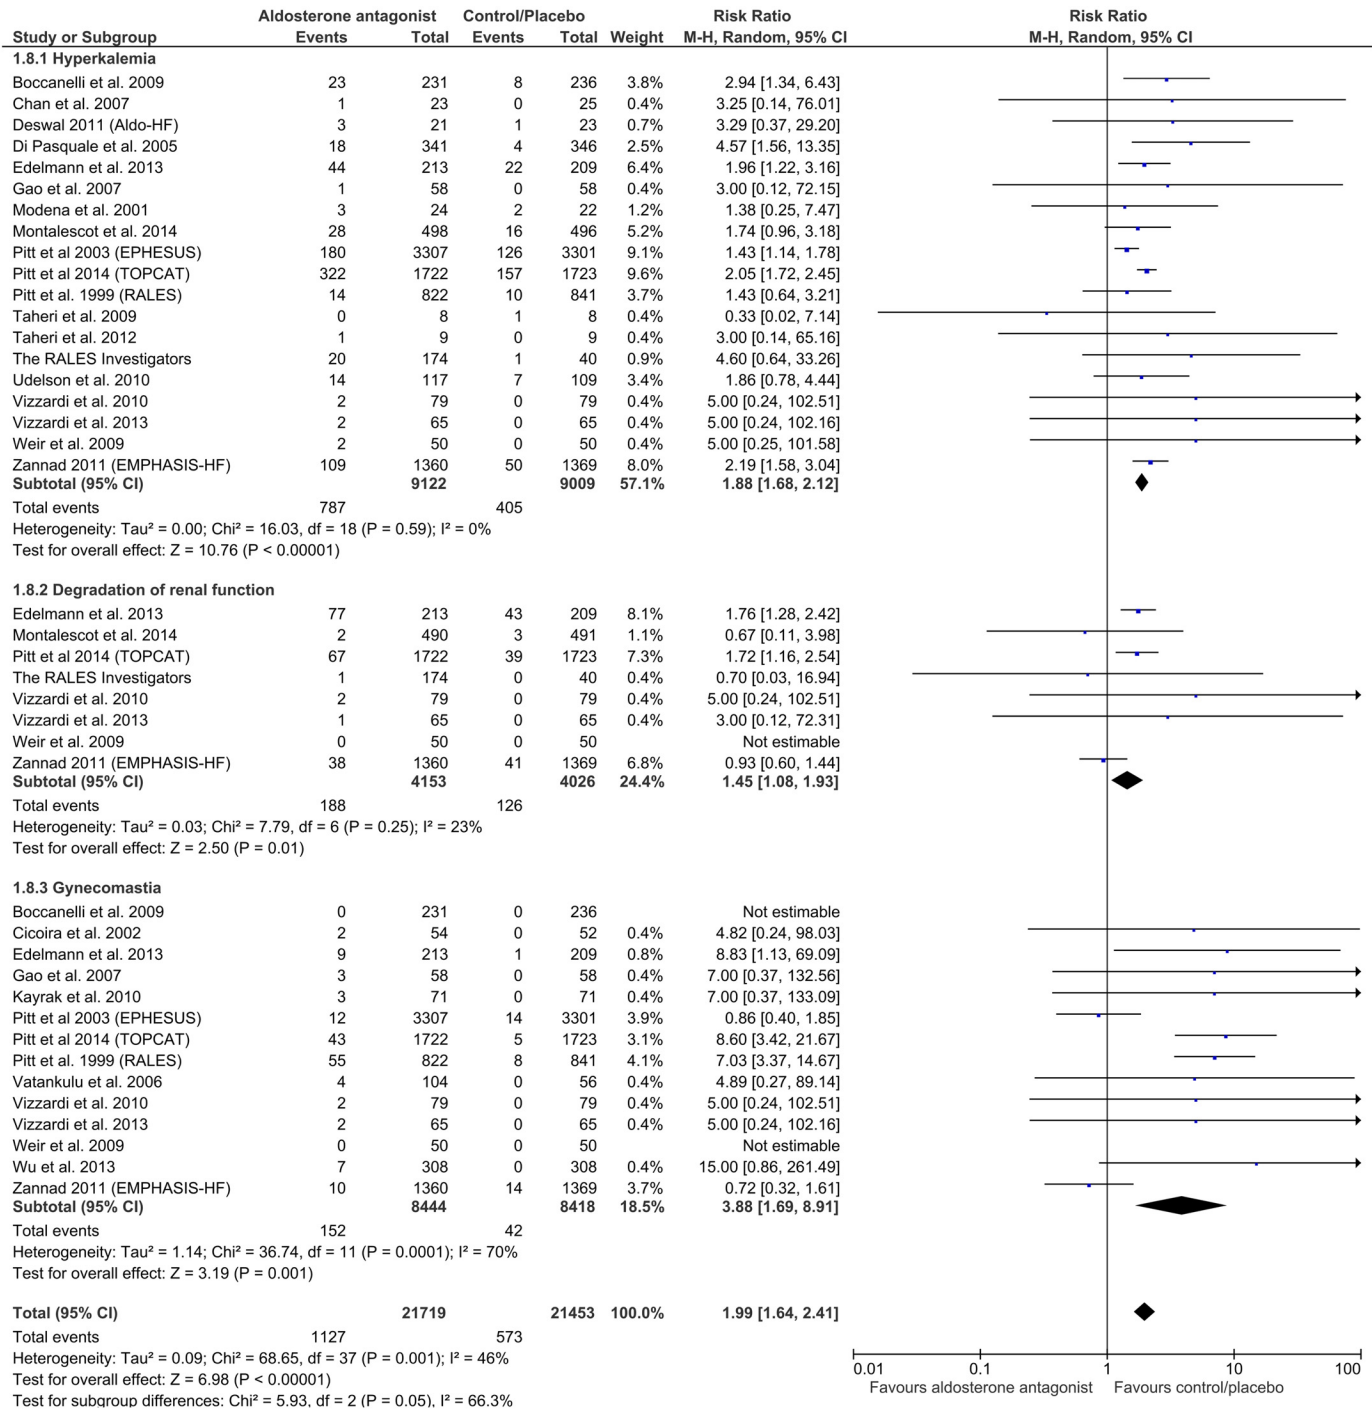 Aldosterone antagonist Control/Placebo Risk Ratio Risk Ratio
Study or Subgroup Events Total Events Total Weight M-H, Random, 95% CI M-H, Random, 95% CI
1.8.1 Hyperkalemia
Boccanelli et al. 2009 23 231 8 236 3.8% 2.94 [1.34, 6.43]
Chan et al. 2007 1 23 0 25 0.4% 3.25 [0.14, 76.01]
Deswal 2011 (Aldo-HF) 3 21 1 23 0.7% 3.29 [0.37, 29.20]
Di Pasquale et al. 2005 18 341 4 346 2.5% 4.57 [1.56, 13.35]
Edelmann et al. 2013 44 213 22 209 6.4% 1.96 [1.22, 3.16]
Gao et al. 2007 1 58 0 58 0.4% 3.00 [0.12, 72.15]
Modena et al. 2001 3 24 2 22 1.2% 1.38 [0.25, 7.47]
Montalescot et al. 2014 28 498 16 496 5.2% 1.74 [0.96, 3.18]
Pitt et al 2003 (EPHESUS) 180 3307 126 3301 9.1% 1.43 [1.14, 1.78]
Pitt et al 2014 (TOPCAT) 322 1722 157 1723 9.6% 2.05 [1.72, 2.45]
Pitt et al. 1999 (RALES) 14 822 10 841 3.7% 1.43 [0.64, 3.21]
Taheri et al. 2009 0 8 1 8 0.4% 0.33 [0.02, 7.14]
Taheri et al. 2012 1 9 0 9 0.4% 3.00 [0.14, 65.16]
The RALES Investigators 20 174 1 40 0.9% 4.60 [0.64, 33.26]
Udelson et al. 2010 14 117 7 109 3.4% 1.86 [0.78, 4.44]
Vizzardi et al. 2010 2 79 0 79 0.4% 5.00 [0.24, 102.51]
Vizzardi et al. 2013 2 65 0 65 0.4% 5.00 [0.24, 102.16]
Weir et al. 2009 2 50 0 50 0.4% 5.00 [0.25, 101.58]
Zannad 2011 (EMPHASIS-HF) 109 1360 50 1369 8.0% 2.19 [1.58, 3.04]
Subtotal (95% CI) 9122 9009 57.1% 1.88 [1.68, 2.12]
Total events 787 405
Heterogeneity: Tau² = 0.00; Chi² = 16.03, df = 18 (P = 0.59); I² = 0%
Test for overall effect: Z = 10.76 (P < 0.00001)
1.8.2 Degradation of renal function
Edelmann et al. 2013 77 213 43 209 8.1% 1.76 [1.28, 2.42]
Montalescot et al. 2014 2 490 3 491 1.1% 0.67 [0.11, 3.98]
Pitt et al 2014 (TOPCAT) 67 1722 39 1723 7.3% 1.72 [1.16, 2.54]
The RALES Investigators 1 174 0 40 0.4% 0.70 [0.03, 16.94]
Vizzardi et al. 2010 2 79 0 79 0.4% 5.00 [0.24, 102.51]
Vizzardi et al. 2013 1 65 0 65 0.4% 3.00 [0.12, 72.31]
Weir et al. 2009 0 50 0 50 Not estimable
Zannad 2011 (EMPHASIS-HF) 38 1360 41 1369 6.8% 0.93 [0.60, 1.44]
Subtotal (95% CI) 4153 4026 24.4% 1.45 [1.08, 1.93]
Total events 188 126
Heterogeneity: Tau² = 0.03; Chi² = 7.79, df = 6 (P = 0.25); I² = 23%
Test for overall effect: Z = 2.50 (P = 0.01)
1.8.3 Gynecomastia
Boccanelli et al. 2009 0 231 0 236 Not estimable
Cicoira et al. 2002 2 54 0 52 0.4% 4.82 [0.24, 98.03]
Edelmann et al. 2013 9 213 1 209 0.8% 8.83 [1.13, 69.09]
Gao et al. 2007 3 58 0 58 0.4% 7.00 [0.37, 132.56]
Kayrak et al. 2010 3 71 0 71 0.4% 7.00 [0.37, 133.09]
Pitt et al 2003 (EPHESUS) 12 3307 14 3301 3.9% 0.86 [0.40, 1.85]
Pitt et al 2014 (TOPCAT) 43 1722 5 1723 3.1% 8.60 [3.42, 21.67]
Pitt et al. 1999 (RALES) 55 822 8 841 4.1% 7.03 [3.37, 14.67]
Vatankulu et al. 2006 4 104 0 56 0.4% 4.89 [0.27, 89.14]
Vizzardi et al. 2010 2 79 0 79 0.4% 5.00 [0.24, 102.51]
Vizzardi et al. 2013 2 65 0 65 0.4% 5.00 [0.24, 102.16]
Weir et al. 2009 0 50 0 50 Not estimable
Wu et al. 2013 7 308 0 308 0.4% 15.00 [0.86, 261.49]
Zannad 2011 (EMPHASIS-HF) 10 1360 14 1369 3.7% 0.72 [0.32, 1.61]
Subtotal (95% CI) 8444 8418 18.5% 3.88 [1.69, 8.91]
Total events 152 42
Heterogeneity: Tau² = 1.14; Chi² = 36.74, df = 11 (P = 0.0001); I² = 70%
Test for overall effect: Z = 3.19 (P = 0.001)
Total (95% CI) 21719 21453 100.0% 1.99 [1.64, 2.41]
Total events 1127 573
Heterogeneity: Tau² = 0.09; Chi² = 68.65, df = 37 (P = 0.001); I² = 46%
Test for overall effect: Z = 6.98 (P < 0.00001)
Test for subgroup differences: Chi² = 5.93, df = 2 (P = 0.05), I² = 66.3%
0.01 0.1 1 10 100
Favours aldosterone antagonist Favours control/placebo